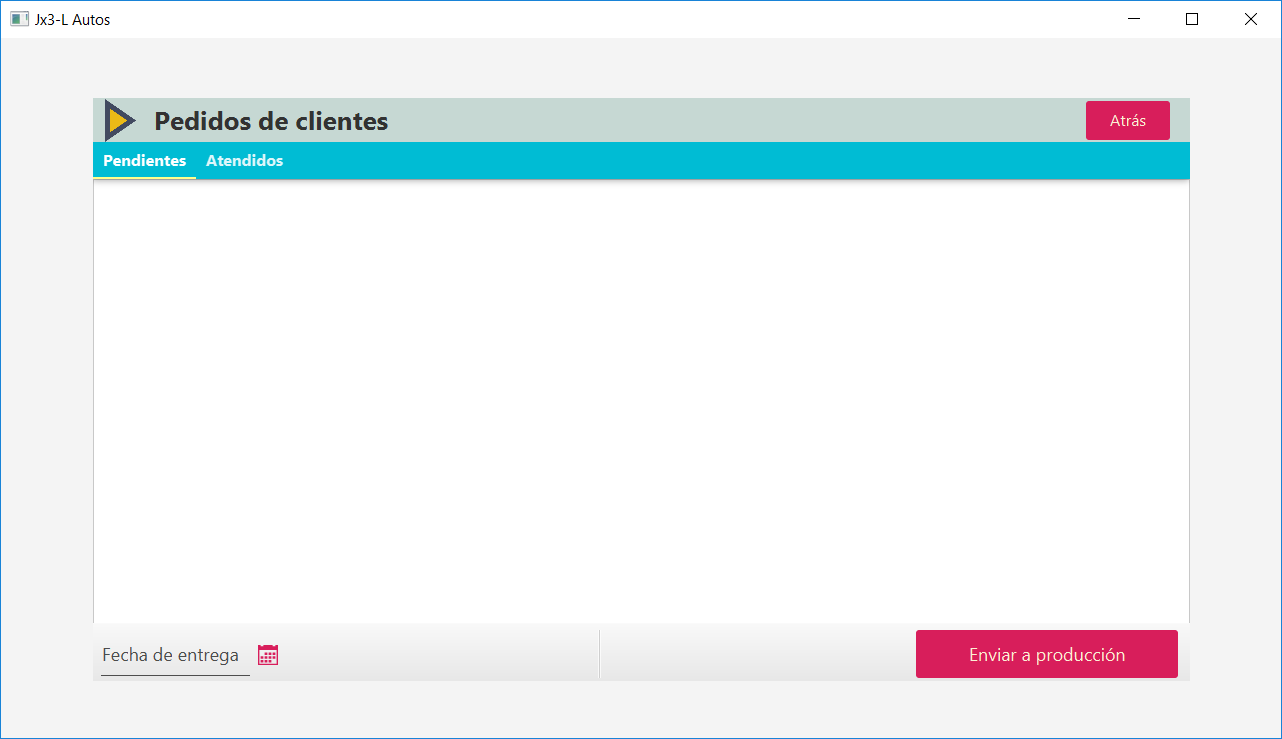 Jx3-L Autos
Pedidos de clientes
Atrás
Pendientes Atendidos
Fecha de entrega
Enviar a producción